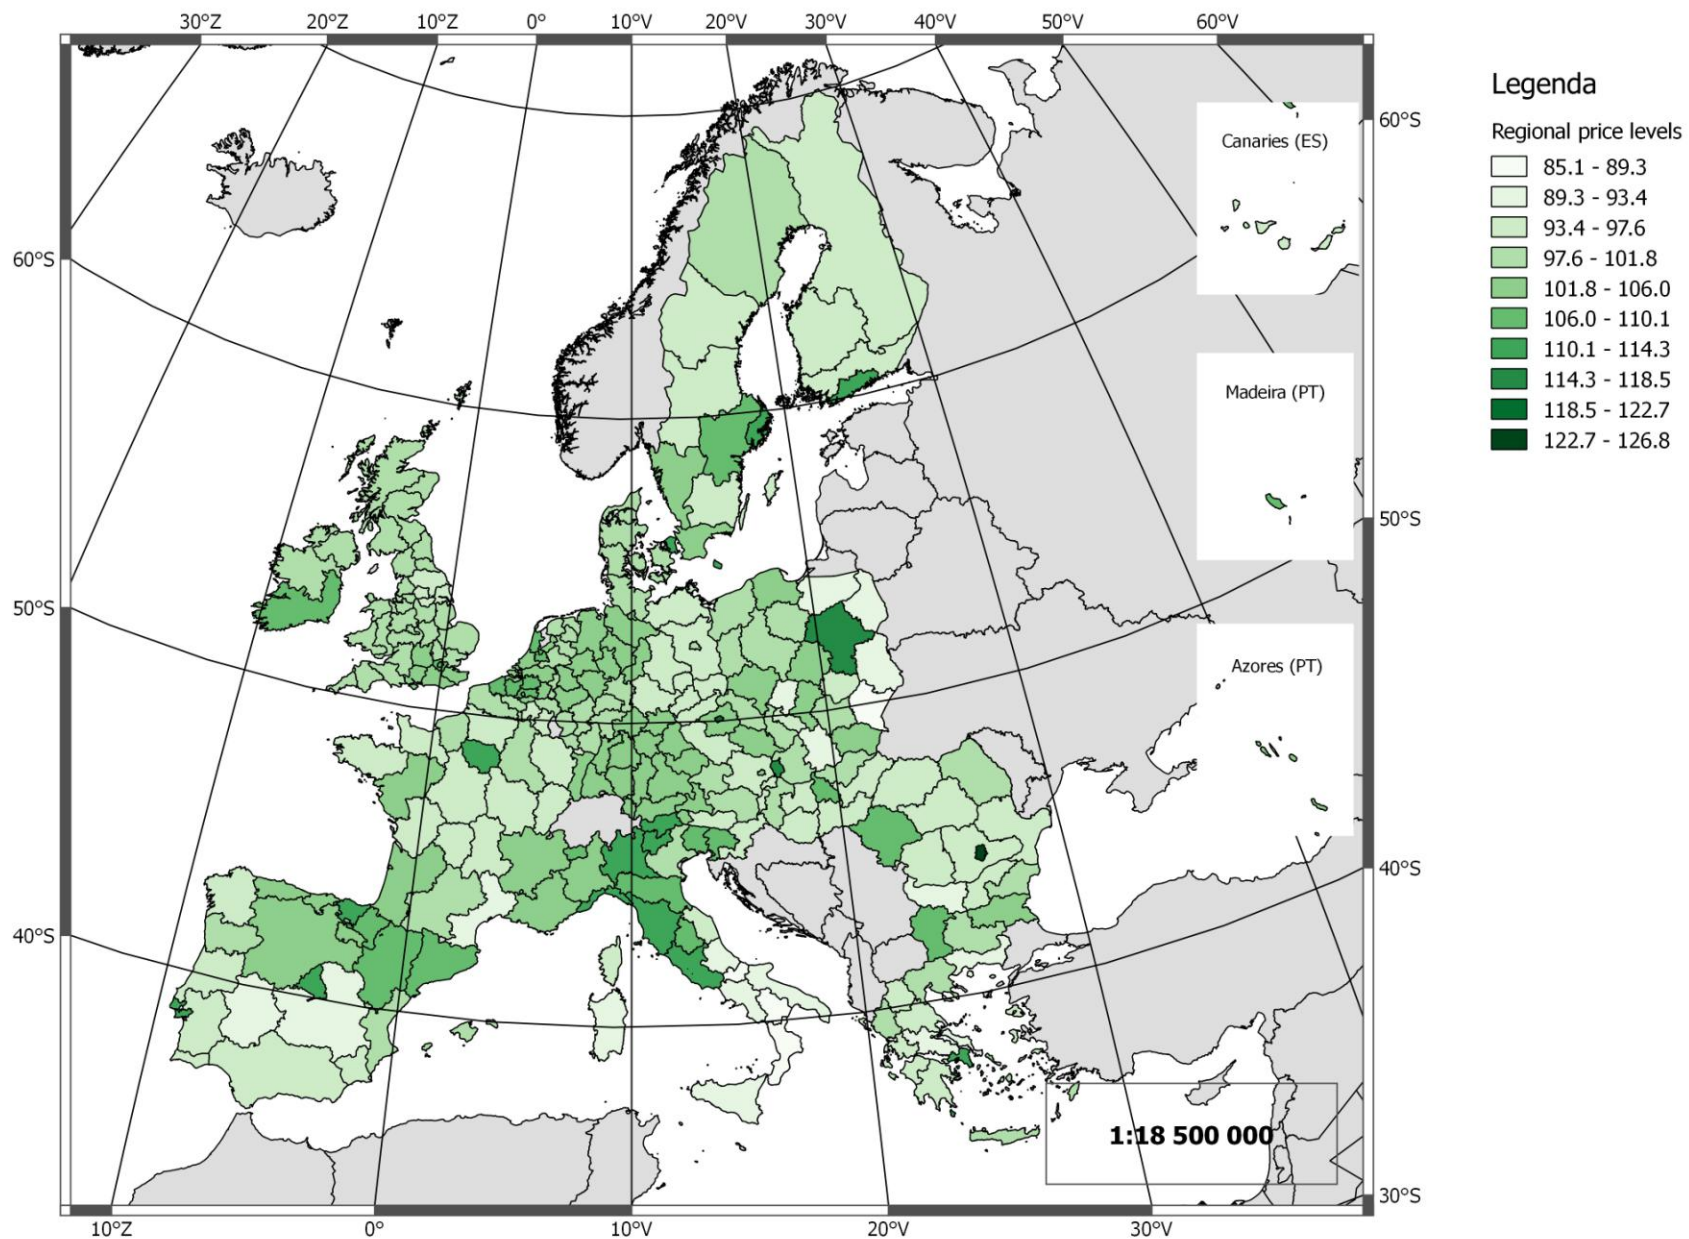 30°Z 20°Z 10°Z 0° 10°V 20°V 30°V 40°V 50°V 60°V
Legenda
Regional price levels
85.1 - 89.3
89.3 - 93.4
93.4 - 97.6
97.6 - 101.8
101.8 - 106.0
106.0 - 110.1
110.1 - 114.3
114.3 - 118.5
118.5 - 122.7
122.7 - 126.8
60°S
Canaries (ES)
60°S
Madeira (PT)
50°S
50°S
Azores (PT)
40°S
40°S
1:18 500 000
30°S
10°Z 0° 10°V 20°V 30°V